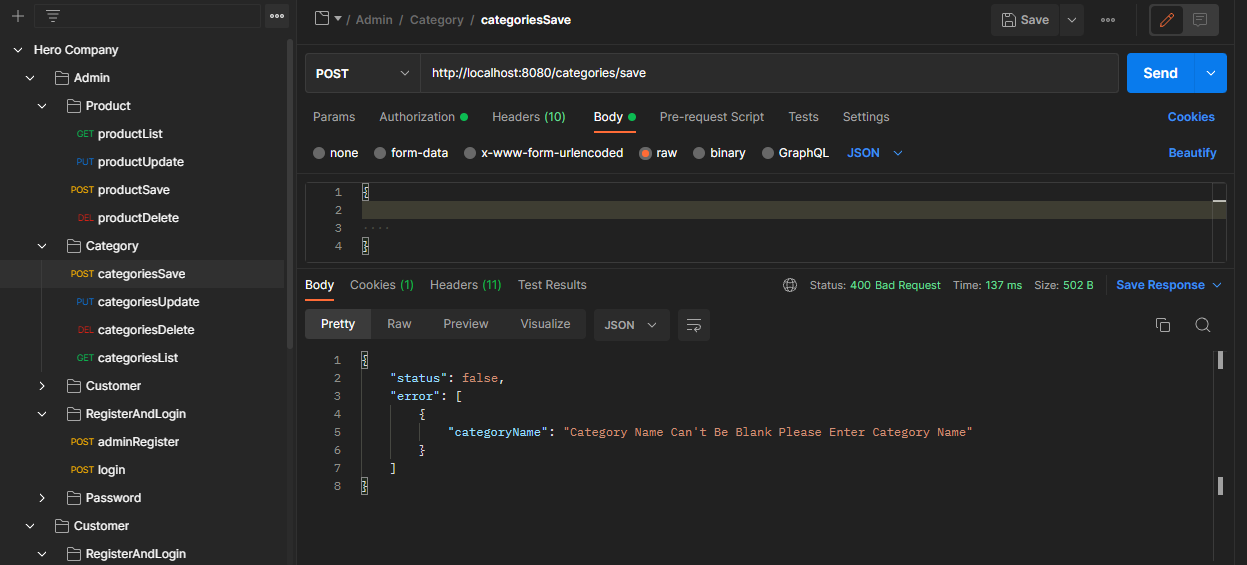 Hero Company
Admin
Product
GET productList
PUT productUpdate
POST productSave
DEL productDelete
Category
POST categoriesSave
PUT categoriesUpdate
DEL categoriesDelete
GET categoriesList
Customer
RegisterAndLogin
POST adminRegister
POST login
Password
Customer
RegisterAndLogin
/ Admin / Category / categoriesSave
Save
POST http://localhost:8080/categories/save Send
Params Authorization Headers (10) Body Pre-request Script Tests Settings Cookies
none form-data x-www-form-urlencoded raw binary GraphQL JSON Beautify
1 {
2
3 ····
4 }
Body Cookies (1) Headers (11) Test Results Status: 400 Bad Request Time: 137 ms Size: 502 B Save Response
Pretty Raw Preview Visualize JSON
1 {
2 "status": false,
3 "error": [
4 {
5 "categoryName": "Category Name Can't Be Blank Please Enter Category Name"
6 }
7 ]
8 }